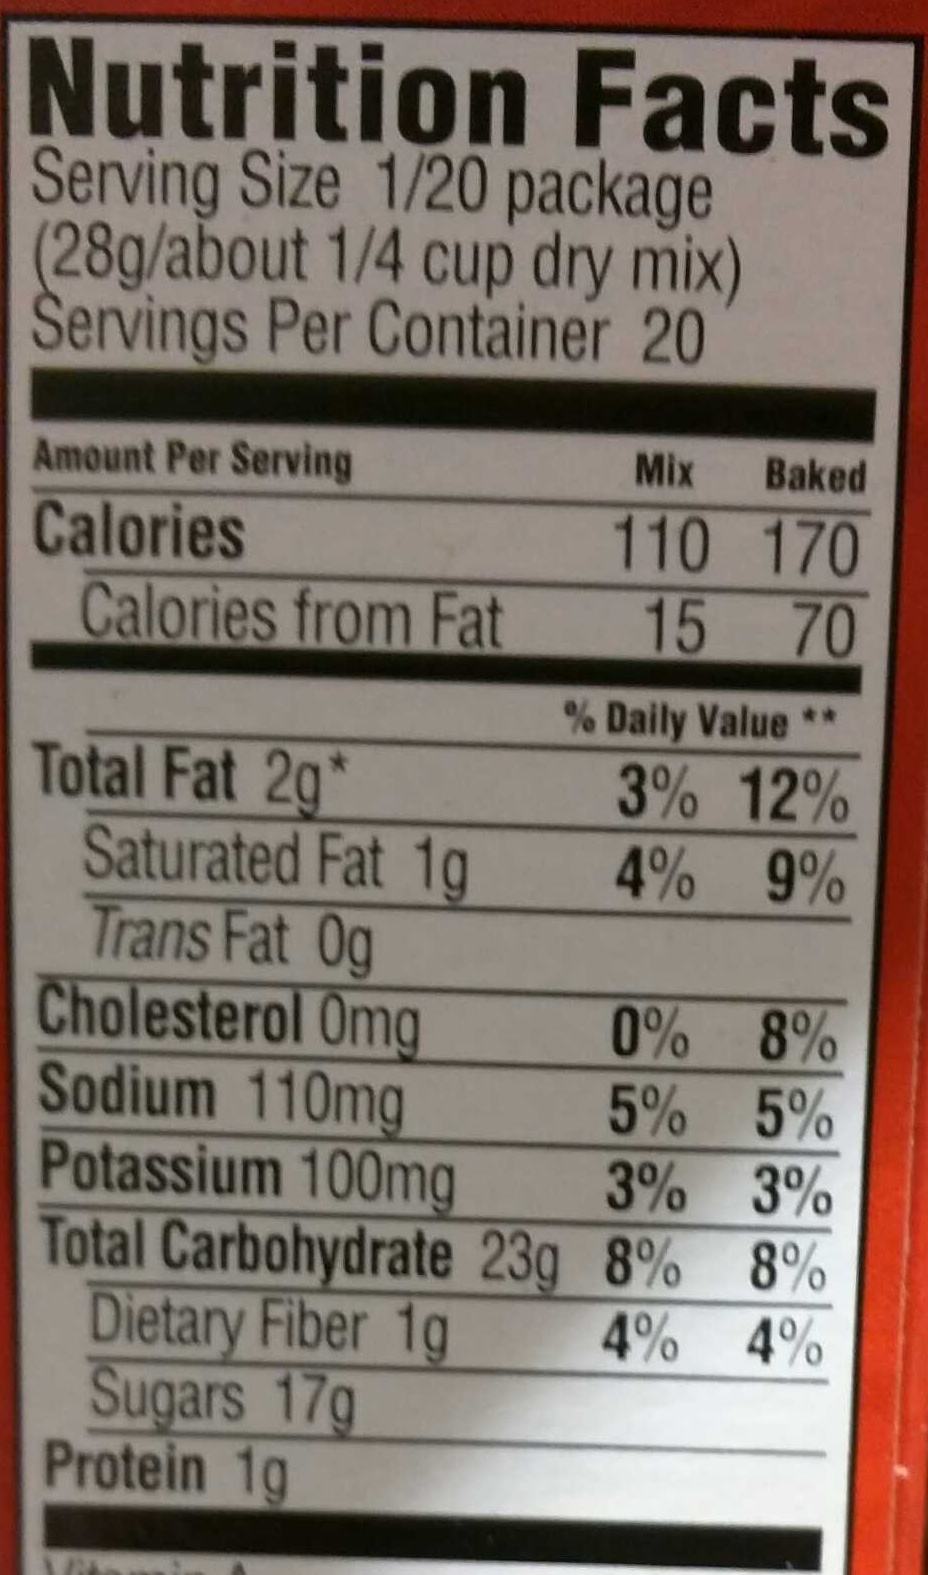 Nutrition Facts
Serving Size 1/20 package
(28g/about 1/4 cup dry mix)
Servings Per Container 20
Amount Per Serving Mix Baked
Calories 110 170
Calories from Fat 15 70
% Daily Value **
Total Fat 2g* 3% 12%
Saturated Fat 1g 4% 9%
Trans Fat 0g
Cholesterol 0mg 0% 8%
Sodium 110mg 5% 5%
Potassium 100mg 3% 3%
Total Carbohydrate 23g 8% 8%
Dietary Fiber 1g 4% 4%
Sugars 17g
Protein 1g